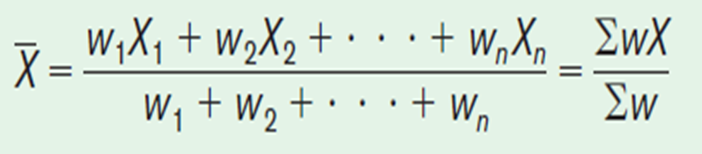 X̄ = (w₁X₁ + w₂X₂ + · · · + wₙXₙ) / (w₁ + w₂ + · · · + wₙ) = ΣwX / Σw